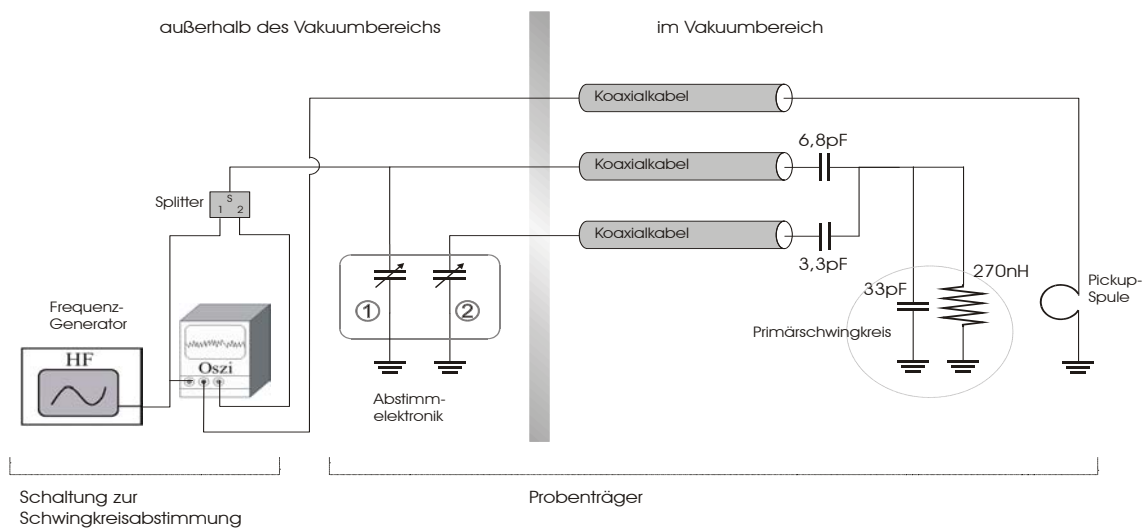 außerhalb des Vakuumbereichs
im Vakuumbereich
Koaxialkabel
6,8pF
Koaxialkabel
Splitter
S
1 2
Koaxialkabel
3,3pF
270nH
33pF
Pickup-
Spule
Primärschwingkreis
Frequenz-
Generator
1
2
HF
Oszi
Abstimm-
elektronik
Schaltung zur
Schwingkreisabstimmung
Probenträger